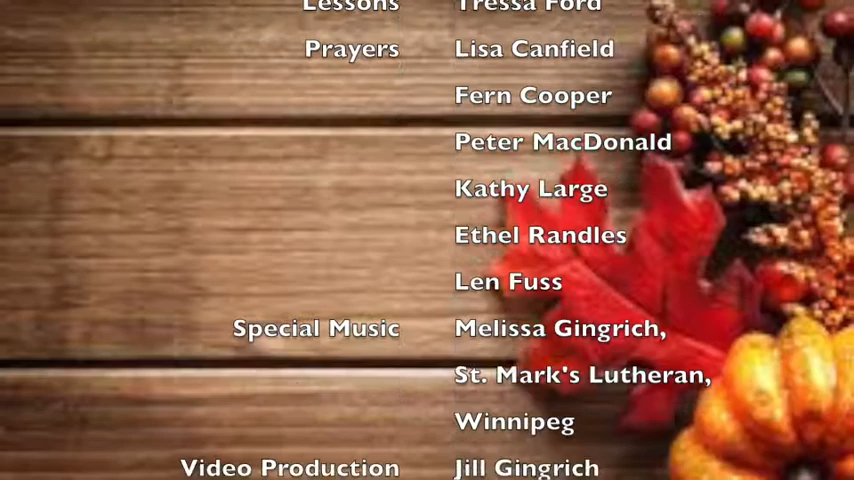 Lessons Tressa Ford
Prayers Lisa Canfield
Fern Cooper
Peter MacDonald
Kathy Large
Ethel Randles
Len Fuss
Special Music Melissa Gingrich,
St. Mark's Lutheran,
Winnipeg
Video Production Jill Gingrich